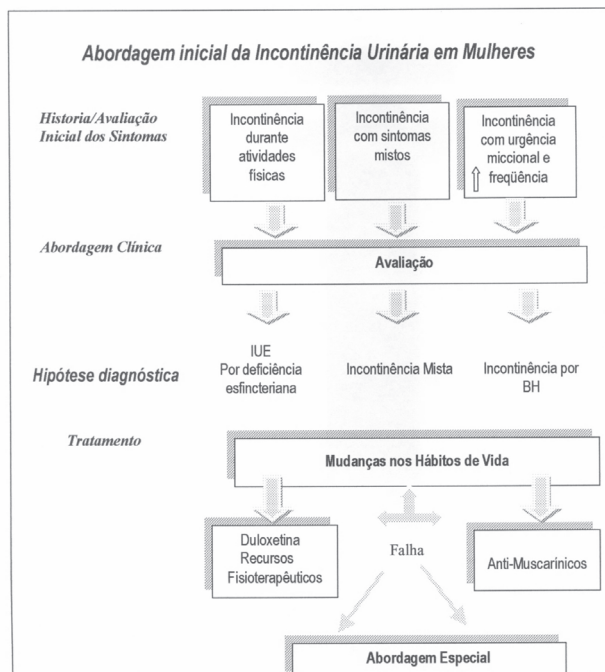 Abordagem inicial da Incontinência Urinária em Mulheres
Historia/Avaliação
Inicial dos Sintomas
Incontinência
durante
atividades
físicas
Incontinência
com sintomas
mistos
Incontinência
com urgência
miccional e
freqüência
Abordagem Clínica
Avaliação
Hipótese diagnóstica
IUE
Por deficiência
esfincteriana
Incontinência Mista
Incontinência por
BH
Tratamento
Mudanças nos Hábitos de Vida
Duloxetina
Recursos
Fisioterapêuticos
Falha
Anti-Muscarínicos
Abordagem Especial